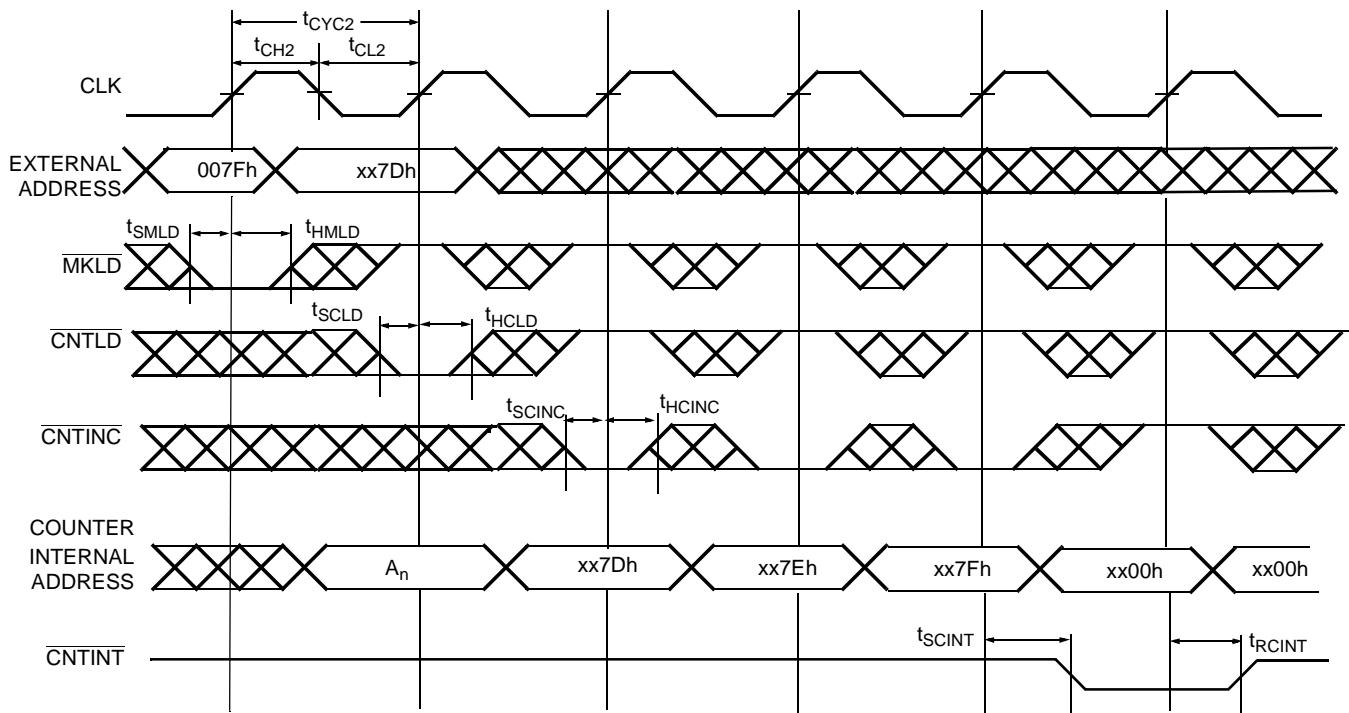 tCYC2
tCH2 tCL2
CLK
EXTERNAL
ADDRESS
007Fh xx7Dh
tSMLD tHMLD
MKLD
tSCLD tHCLD
CNTLD
tSCINC tHCINC
CNTINC
COUNTER
INTERNAL
ADDRESS
An xx7Dh xx7Eh xx7Fh xx00h xx00h
tSCINT tRCINT
CNTINT